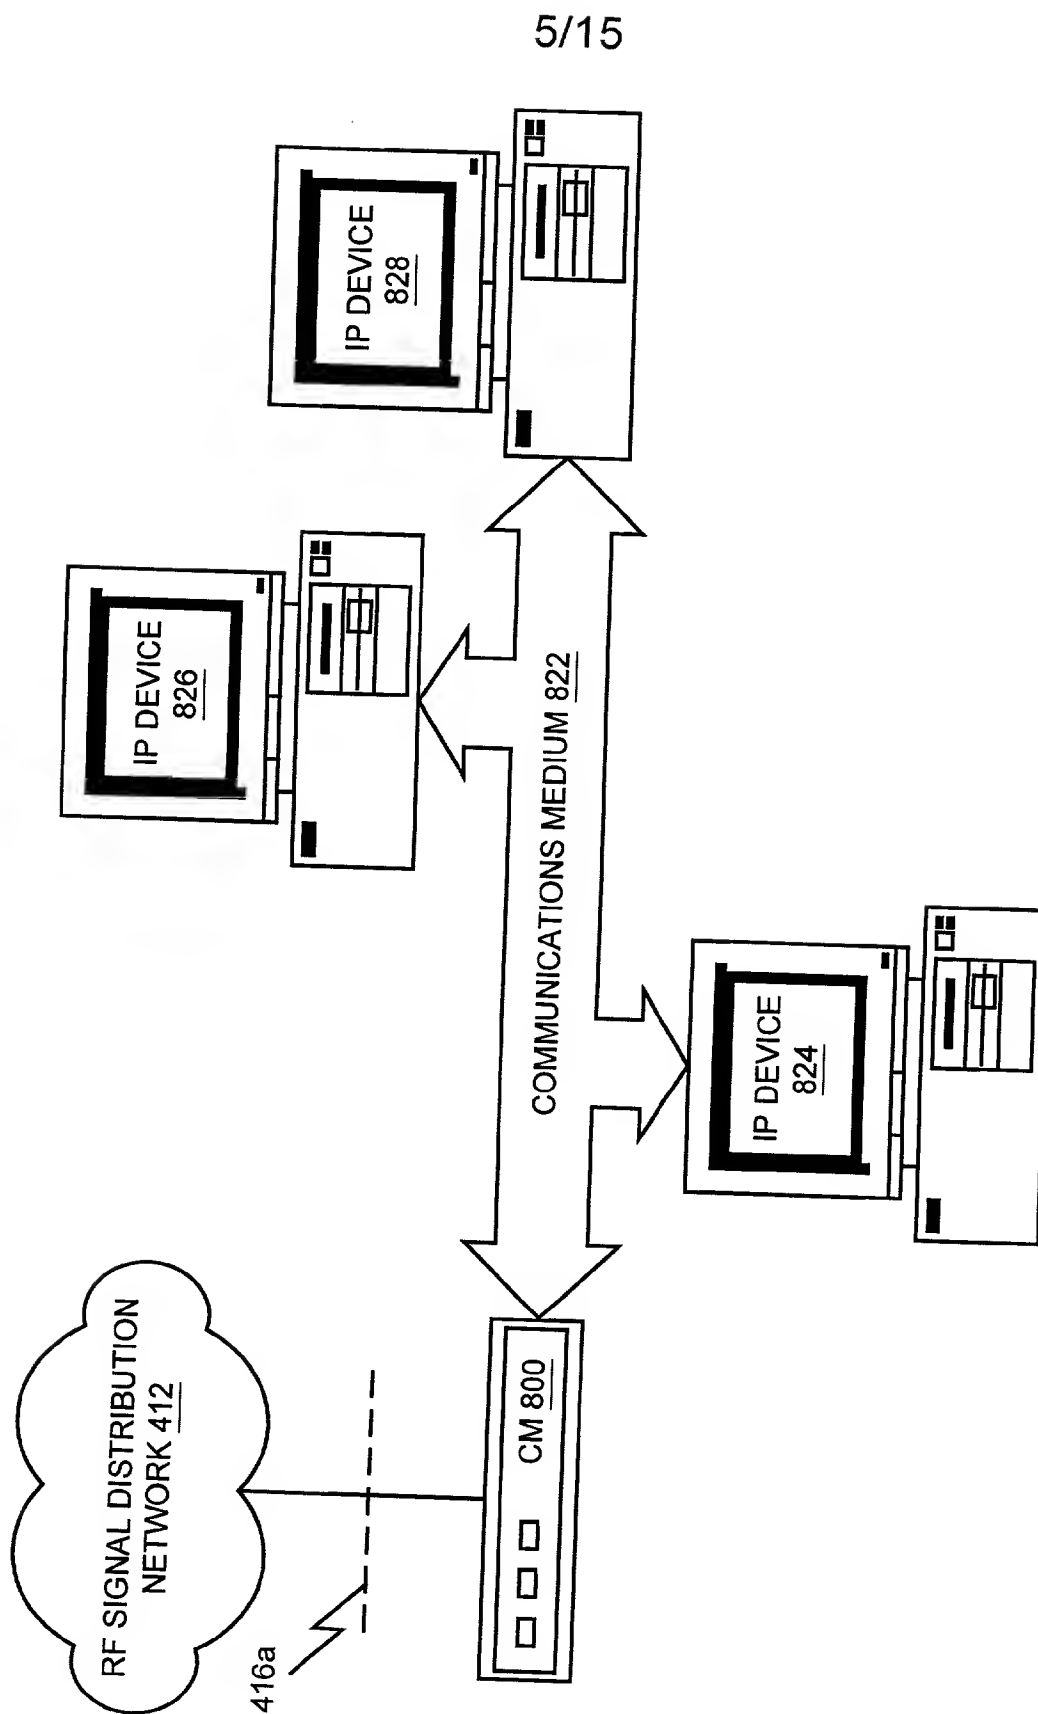 5/15
RF SIGNAL DISTRIBUTION
NETWORK 412
416a
CM 800
COMMUNICATIONS MEDIUM 822
IP DEVICE
826
IP DEVICE
828
IP DEVICE
824